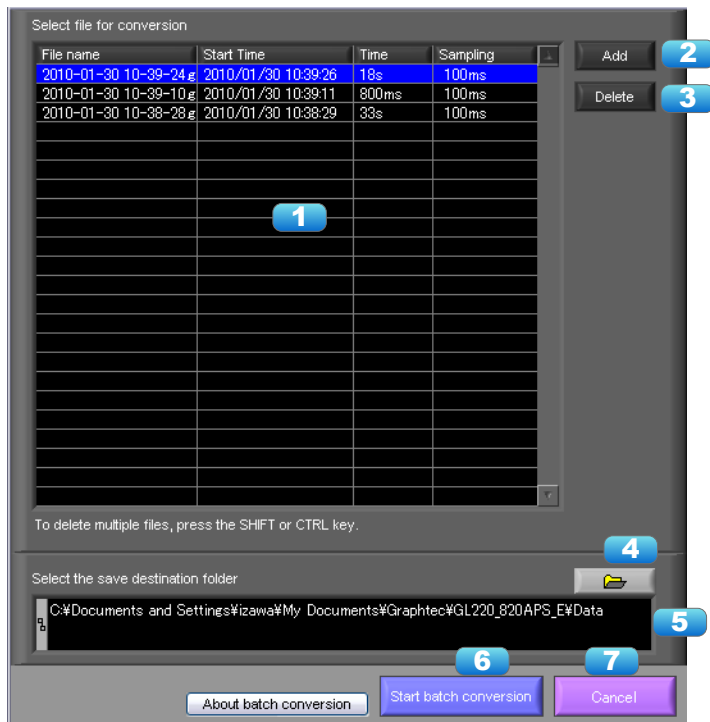 Select file for conversion
File name Start Time Time Sampling
2010-01-30 10-39-24 g 2010/01/30 10:39:26 18s 100ms
2010-01-30 10-39-10 g 2010/01/30 10:39:11 800ms 100ms
2010-01-30 10-38-28 g 2010/01/30 10:38:29 33s 100ms
Add 2
Delete 3
1
To delete multiple files, press the SHIFT or CTRL key.
4
Select the save destination folder
C:¥Documents and Settings¥izawa¥My Documents¥Graphtec¥GL220_820APS_E¥Data
5
6 7
About batch conversion Start batch conversion Cancel